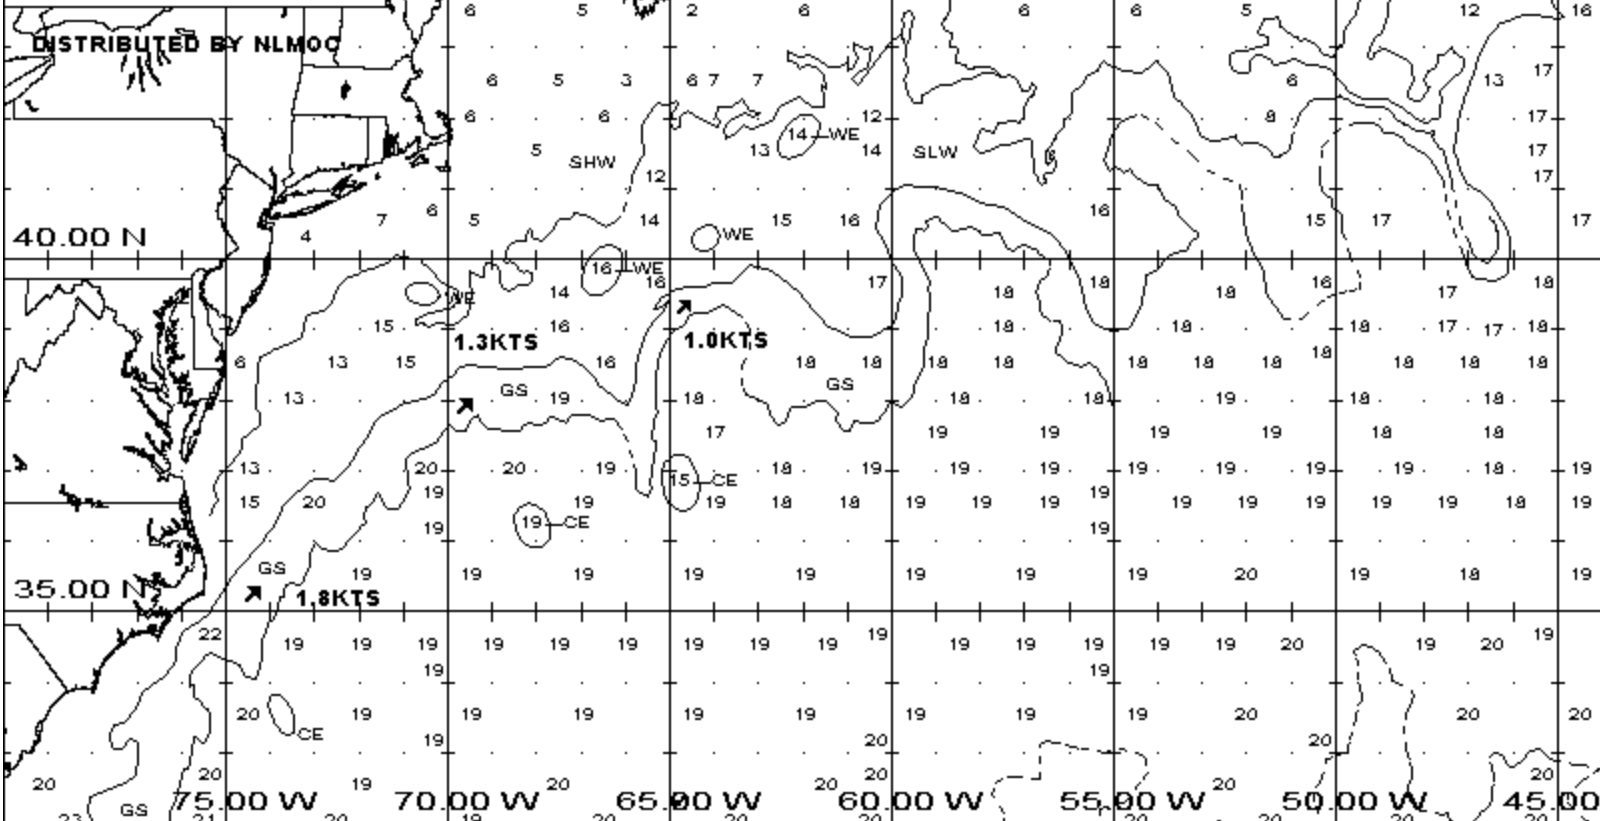 6 5 2 6 6 6 5 12 16
DISTRIBUTED BY NLMOC
6 5 3 6 7 7 6 13 17
6 6 14 WE 12 8 17
5 SHW 13 14 SLW 17
12 17
7 6 5 14 15 16 16 15 17 17
40.00 N 4 WE
16 WE
WE 14 16 17 18 18 18 16 17 18
15 16 18 18 18 17 17 18
1.3KTS 1.0KTS
6 13 15 16 18 18 18 18 18 18 18 18 18
13 GS 19 18 GS 18 18 18
17 19 19 19 19 18 18
13 20 20 19 15 CE 18 19 19 19 19 19 19 19
15 20 19 19 19 18 18 19 19 19 19 19 19 18 19
19 19 CE 19
GS 19 19 19 19 19 19 20 19 18 19
35.00 N 1.8KTS
22 19 19 19 19 19 19 19 19 20 19 19 19 19 19 20 19 20 19
19 19
20 19 19 19 19 19 19 20 20 20
CE 19 20 20
20 20 19 20 20 20 20 20
75.00 W 70.00 W 65.00 W 60.00 W 55.00 W 50.00 W 45.00
GS
23 21 20 19 20 20 20 20 20